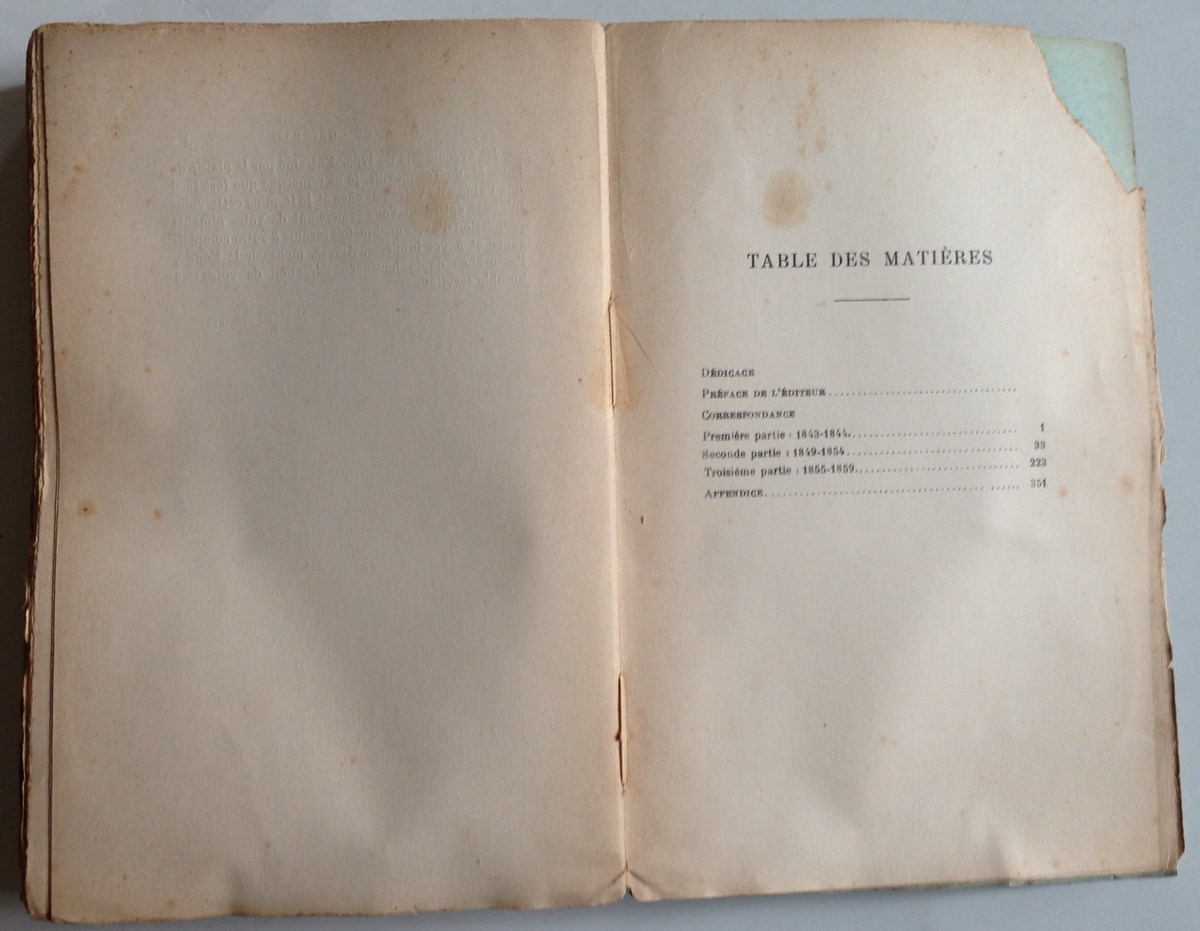 TABLE DES MATIÈRES
DÉDICACE
PRÉFACE DE L'ÉDITEUR
CORRESPONDANCE
Première partie : 1843-1844 1
Seconde partie : 1849-1854 33
Troisième partie : 1855-1859 223
APPENDICE 351